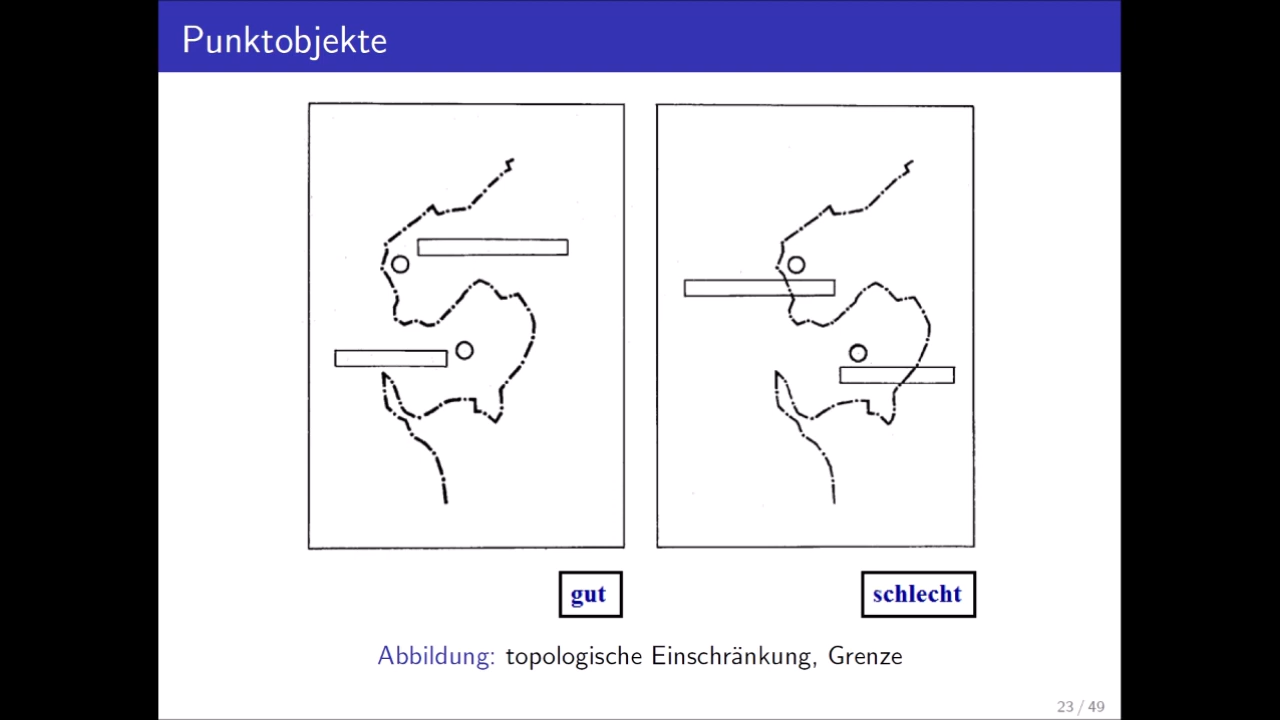 Punktobjekte
gut
schlecht
Abbildung: topologische Einschränkung, Grenze
23 / 49